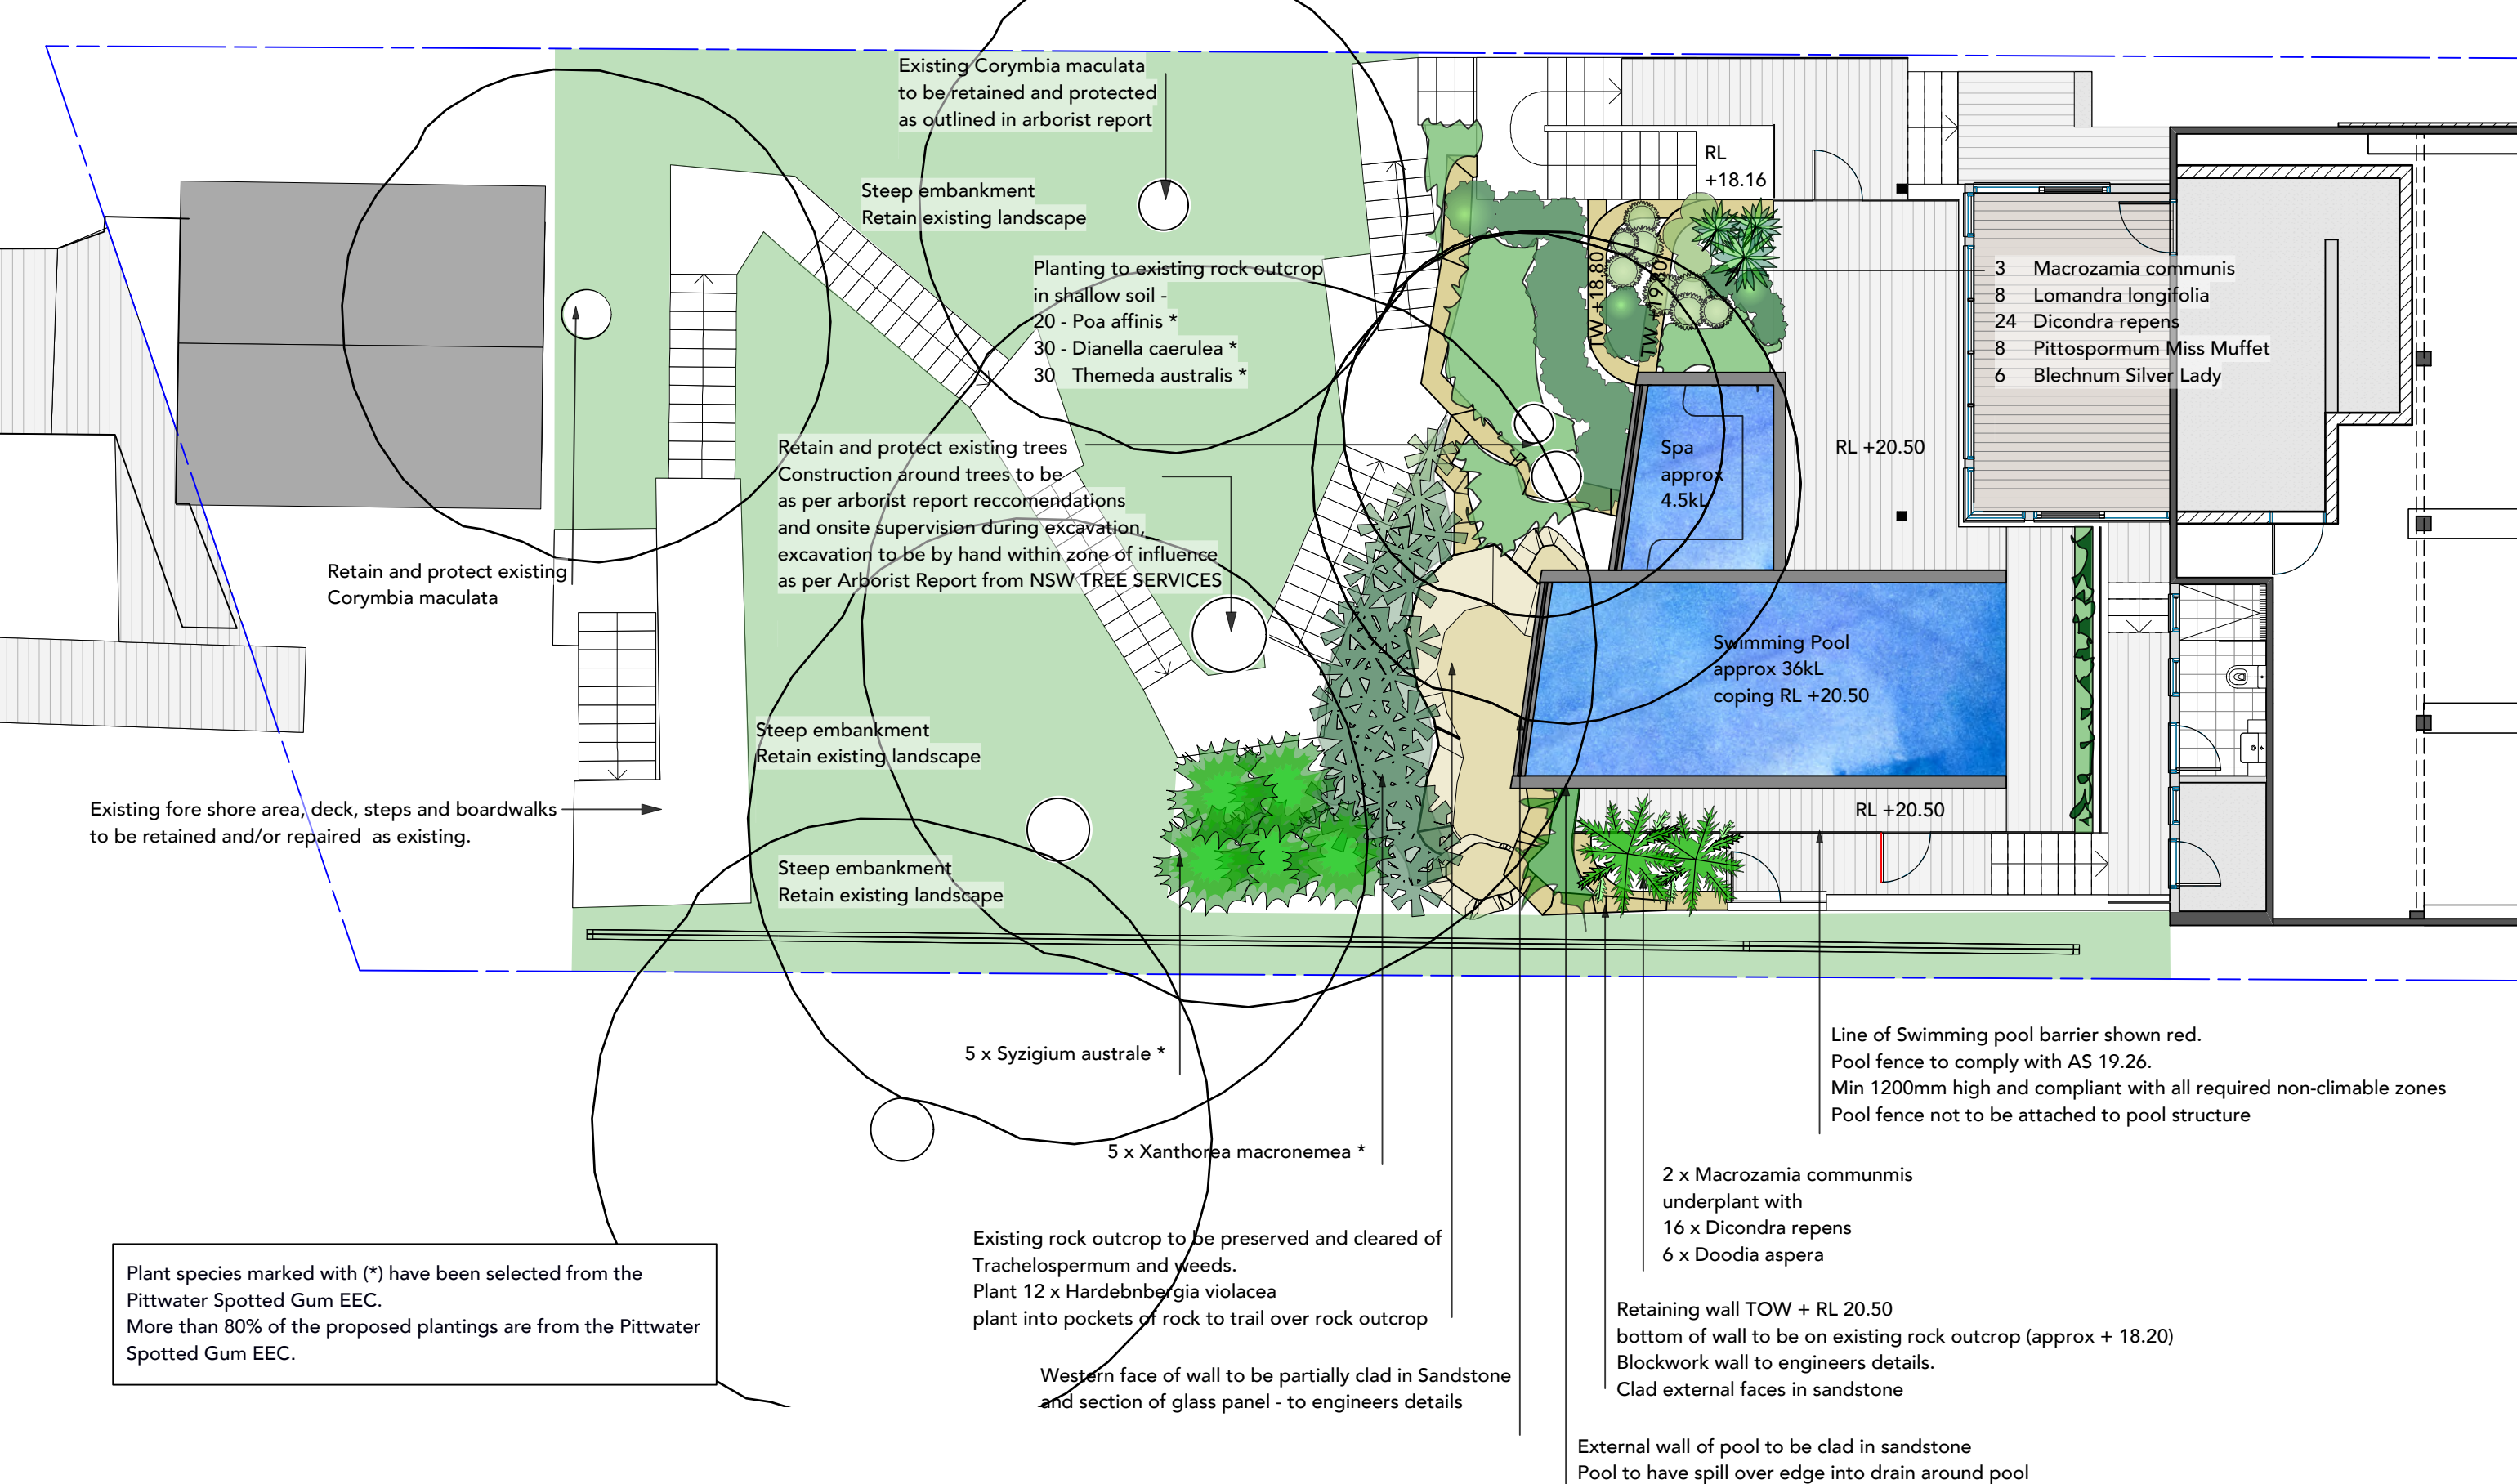 Existing Corymbia maculata
to be retained and protected
as outlined in arborist report
RL
+18.16
Steep embankment
Retain existing landscape
Planting to existing rock outcrop
in shallow soil -
20 - Poa affinis *
30 - Dianella caerulea *
30 Themeda australis *
TW +18.80
TW +19.80
3 Macrozamia communis
8 Lomandra longifolia
24 Dicondra repens
8 Pittospormum Miss Muffet
6 Blechnum Silver Lady
Retain and protect existing trees
Construction around trees to be
as per arborist report reccomendations
and onsite supervision during excavation,
excavation to be by hand within zone of influence
as per Arborist Report from NSW TREE SERVICES
Spa
approx
4.5kL
RL +20.50
Retain and protect existing
Corymbia maculata
Swimming Pool
approx 36kL
coping RL +20.50
Steep embankment
Retain existing landscape
Existing fore shore area, deck, steps and boardwalks
to be retained and/or repaired as existing.
RL +20.50
Steep embankment
Retain existing landscape
5 x Syzigium australe *
Line of Swimming pool barrier shown red.
Pool fence to comply with AS 19.26.
Min 1200mm high and compliant with all required non-climable zones
Pool fence not to be attached to pool structure
5 x Xanthorea macronemea *
2 x Macrozamia communmis
underplant with
16 x Dicondra repens
6 x Doodia aspera
Existing rock outcrop to be preserved and cleared of
Trachelospermum and weeds.
Plant 12 x Hardebnbergia violacea
plant into pockets of rock to trail over rock outcrop
Plant species marked with (*) have been selected from the
Pittwater Spotted Gum EEC.
More than 80% of the proposed plantings are from the Pittwater
Spotted Gum EEC.
Retaining wall TOW + RL 20.50
bottom of wall to be on existing rock outcrop (approx + 18.20)
Blockwork wall to engineers details.
Clad external faces in sandstone
Western face of wall to be partially clad in Sandstone
and section of glass panel - to engineers details
External wall of pool to be clad in sandstone
Pool to have spill over edge into drain around pool